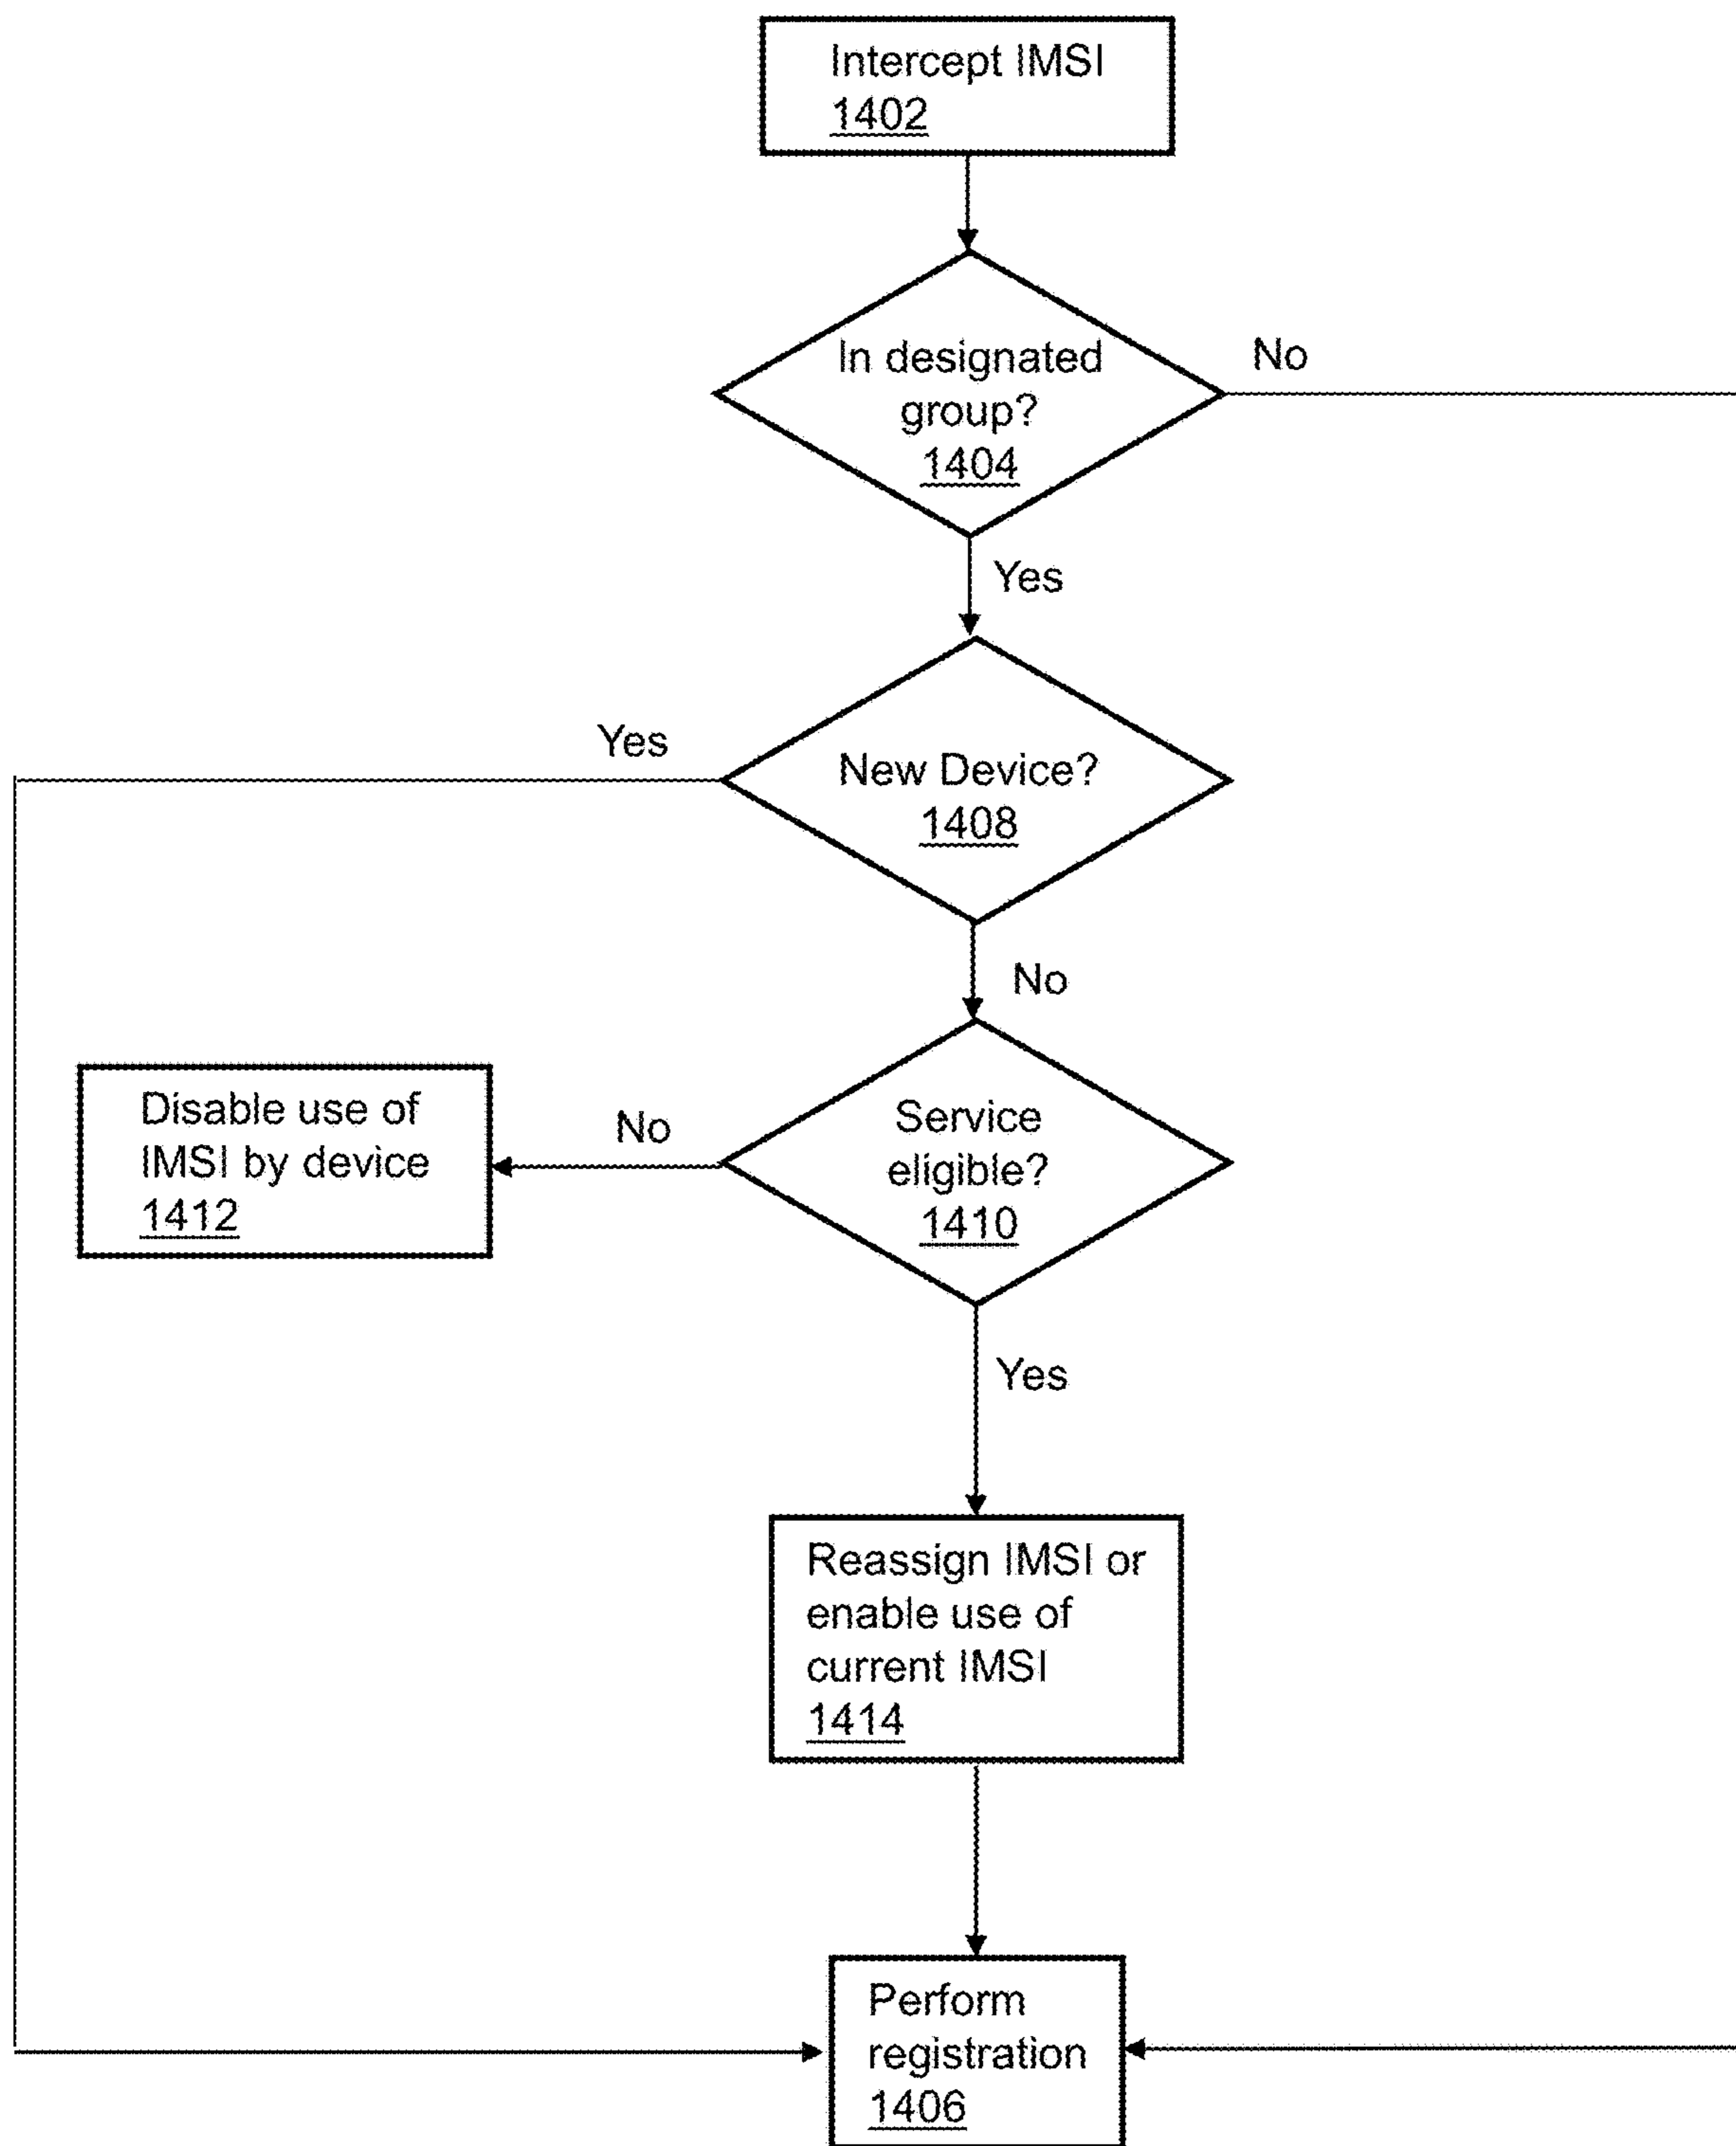 Intercept IMSI
1402
In designated
group?
1404
No
Yes
Yes
New Device?
1408
No
Disable use of
IMSI by device
1412
No
Service
eligible?
1410
Yes
Reassign IMSI or
enable use of
current IMSI
1414
Perform
registration
1406